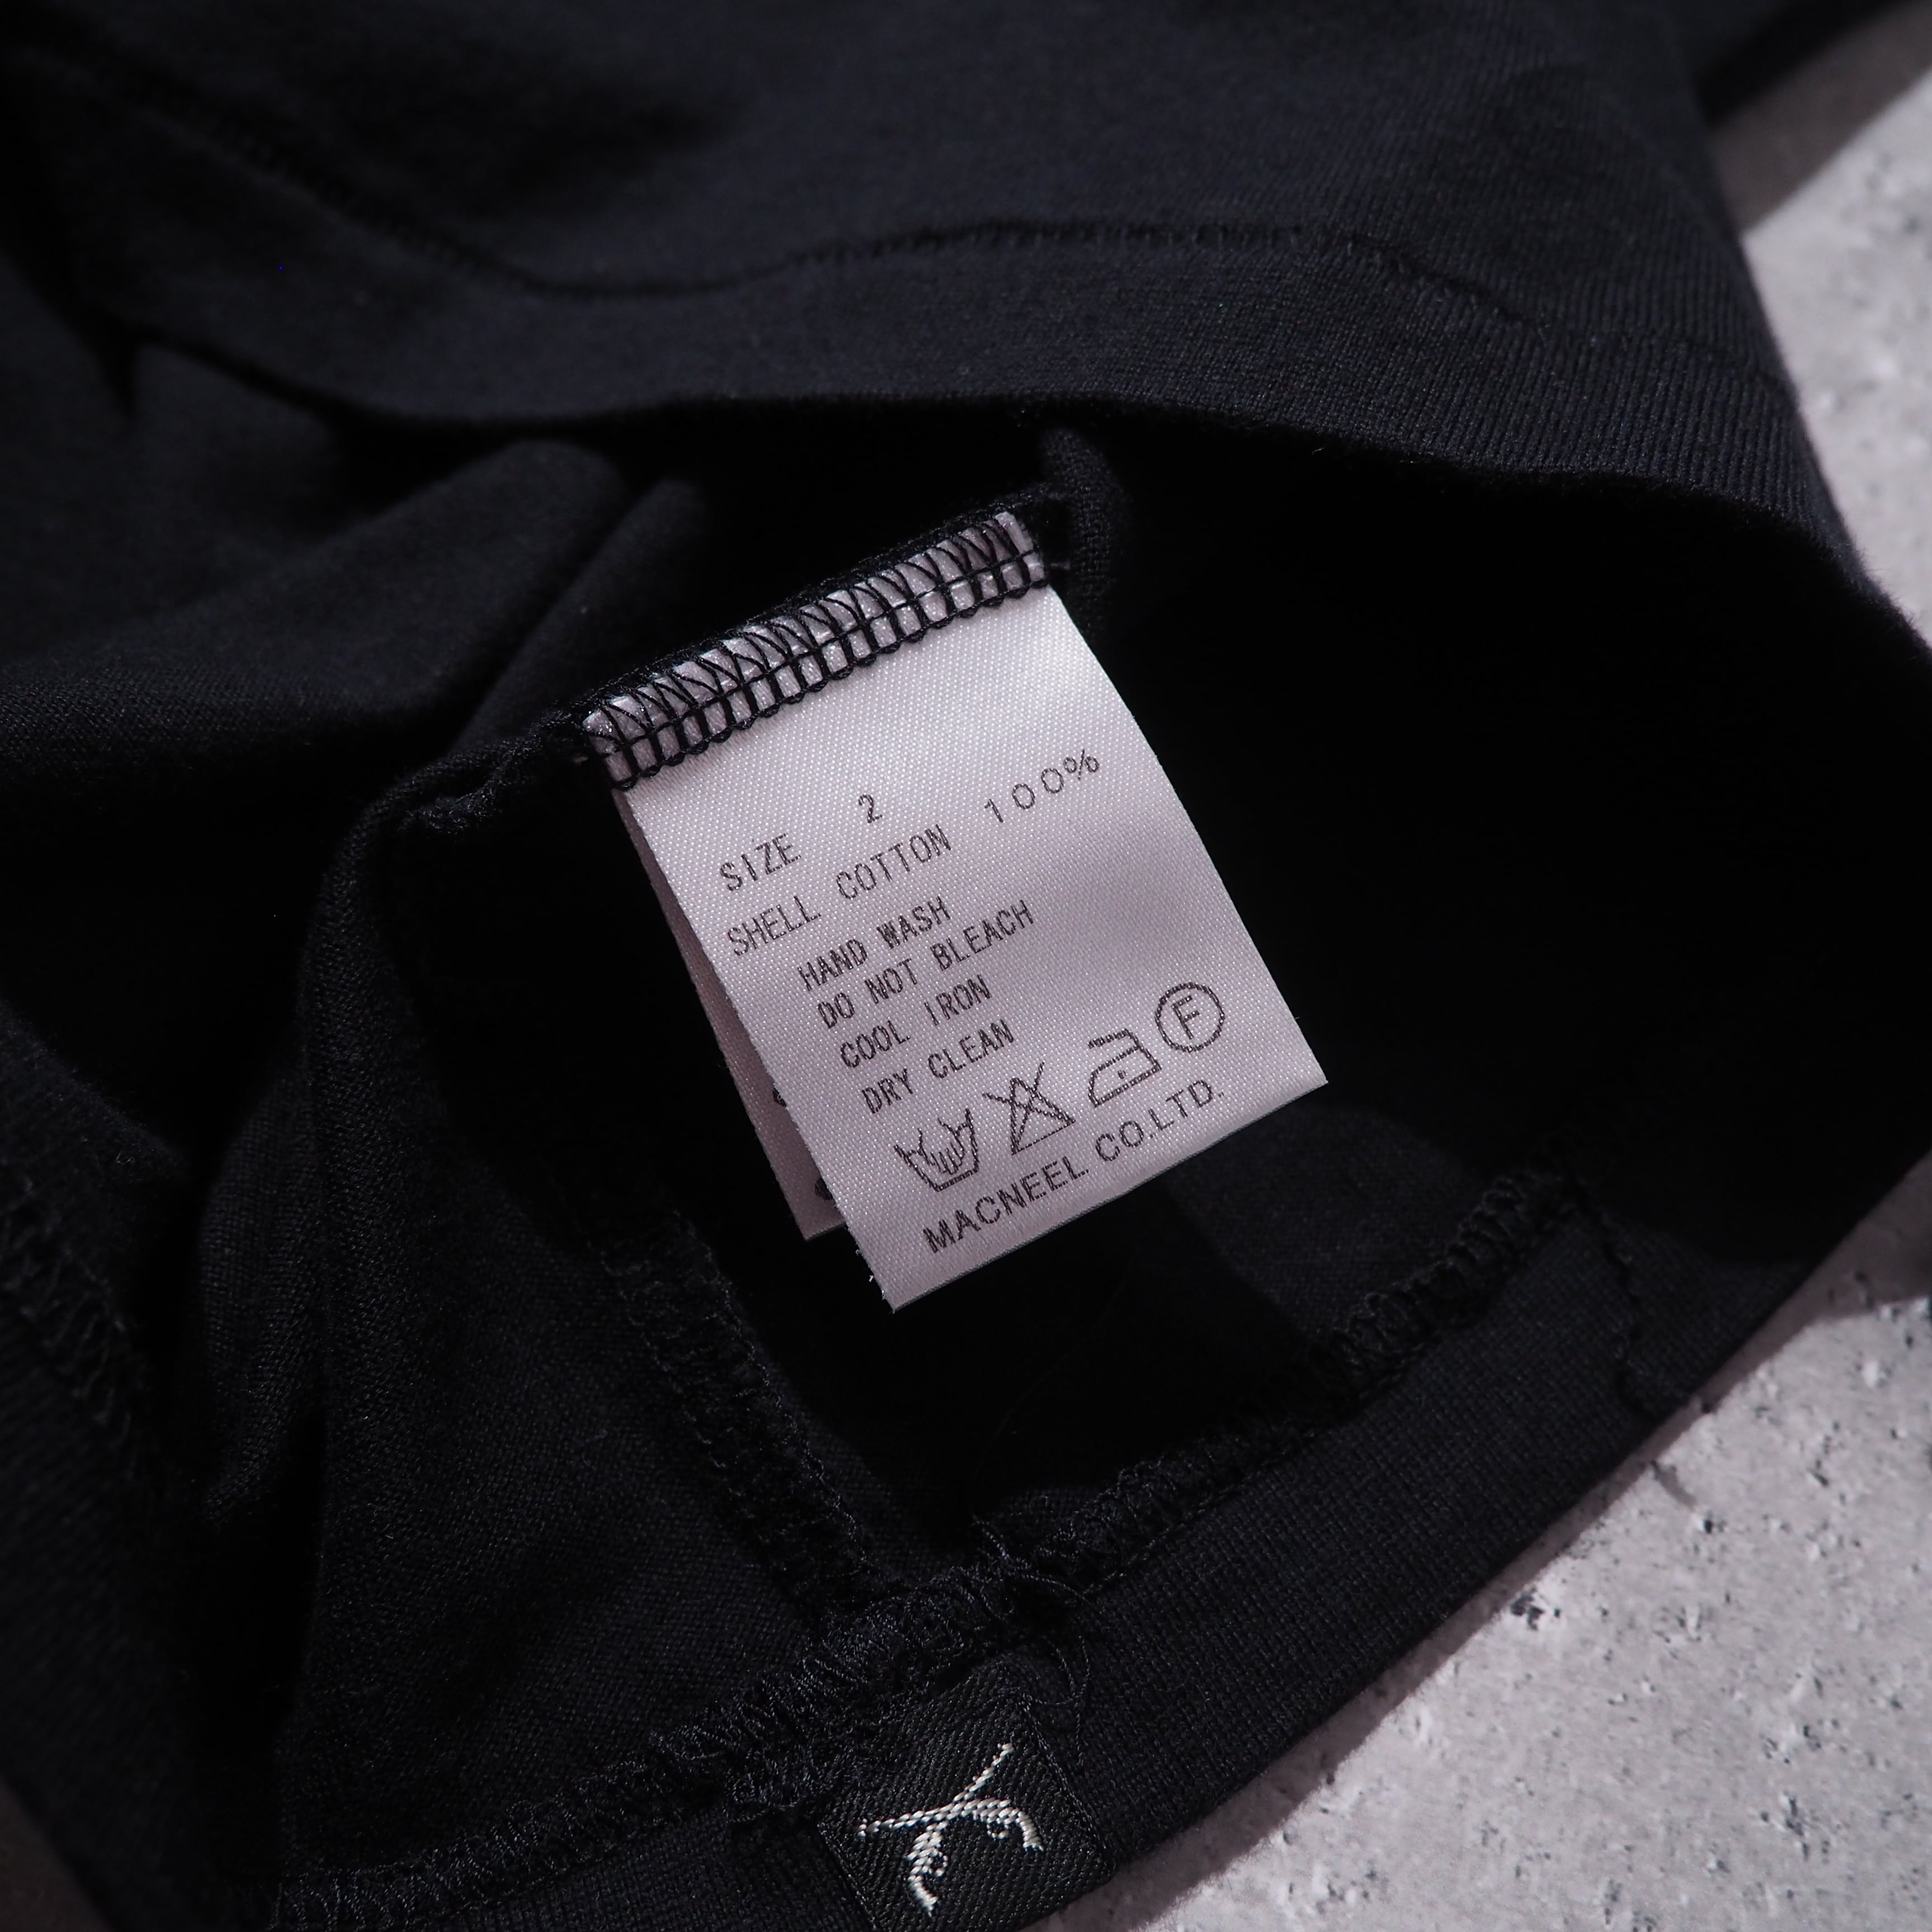 SIZE 2
SHELL COTTON 100%
HAND WASH
DO NOT BLEACH
COOL IRON
DRY CLEAN
F
MACNEEL CO.LTD.